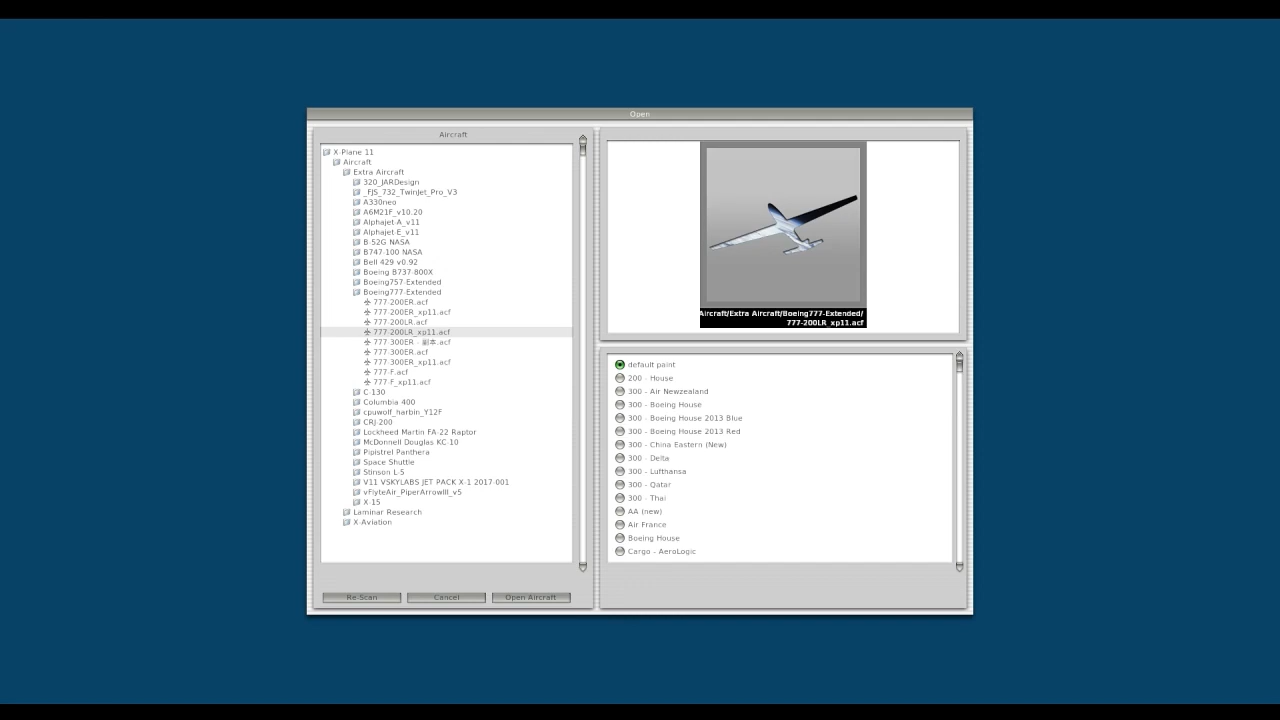 Open
Aircraft
X-Plane 11
Aircraft
Extra Aircraft
320_JARDesign
_FJS_732_TwinJet_Pro_V3
A330neo
A6M21F_v10.20
Alphajet-A_v11
Alphajet-E_v11
B-52G NASA
B747-100 NASA
Bell 429 v0.92
Boeing B737-800X
Boeing757-Extended
Boeing777-Extended
777-200ER.acf
777-200ER_xp11.acf
777-200LR.acf
777-200LR_xp11.acf
777-300ER - 副本.acf
777-300ER.acf
777-300ER_xp11.acf
777-F.acf
777-F_xp11.acf
C-130
Columbia 400
cpuwolf_harbin_Y12F
CRJ-200
Lockheed Martin FA-22 Raptor
McDonnell Douglas KC-10
Pipistrel Panthera
Space Shuttle
Stinson L-5
V11 VSKYLABS JET PACK X-1 2017-001
vFlyteAir_PiperArrowIII_v5
X-15
Laminar Research
X-Aviation
Re-Scan
Cancel
Open Aircraft
Aircraft/Extra Aircraft/Boeing777-Extended/
777-200LR_xp11.acf
default paint
200 - House
300 - Air Newzealand
300 - Boeing House
300 - Boeing House 2013 Blue
300 - Boeing House 2013 Red
300 - China Eastern (New)
300 - Delta
300 - Lufthansa
300 - Qatar
300 - Thai
AA (new)
Air France
Boeing House
Cargo - AeroLogic